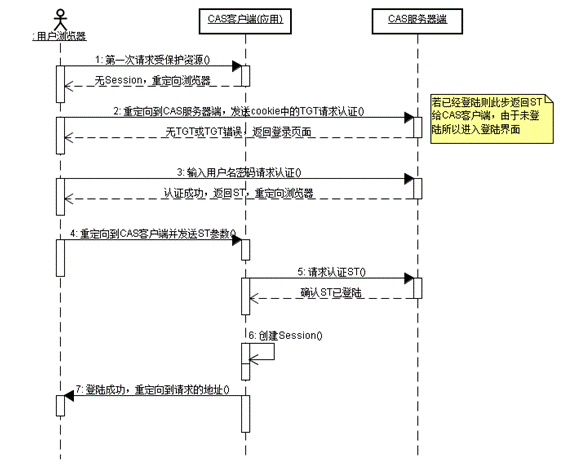 : 用户浏览器
CAS客户端(应用)
CAS服务器端
1: 第一次请求受保护资源()
无Session，重定向浏览器
2: 重定向到CAS服务器端，发送cookie中的TGT请求认证()
无TGT或TGT错误，返回登录页面
若已经登陆则此步返回ST
给CAS客户端，由于未登
陆所以进入登陆界面
3: 输入用户名密码请求认证()
认证成功，返回ST，重定向浏览器
4: 重定向到CAS客户端并发送ST参数()
5: 请求认证ST()
确认ST已登陆
6: 创建Session()
7: 登陆成功，重定向到请求的地址()